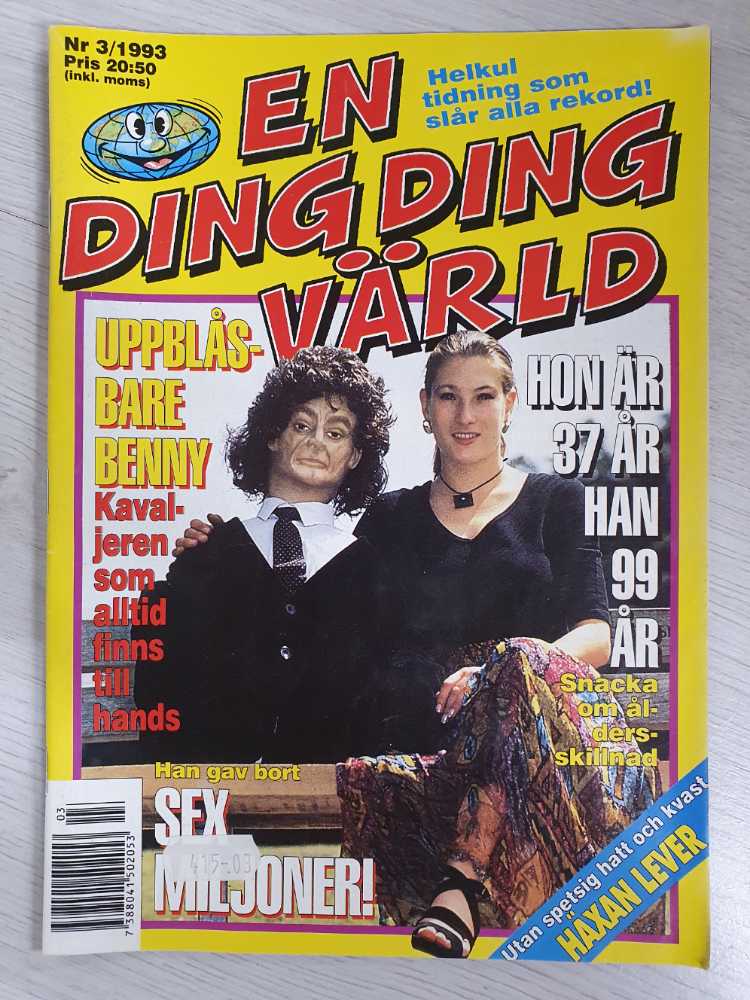 Nr 3/1993
Pris 20:50
(inkl. moms)
Helkul
tidning som
slår alla rekord!
EN
DING DING
VÄRLD
UPPBLÅS-
BARE
BENNY
Kaval-
jeren
som
alltid
finns
till
hands
HON ÄR
37 ÅR
HAN
99
ÅR
Snacka
om ål-
ders-
skillnad
Han gav bort
SEX
MILJONER!
415-03
Utan spetsig hatt och kvast
HÄXAN LEVER
03
7388041502053